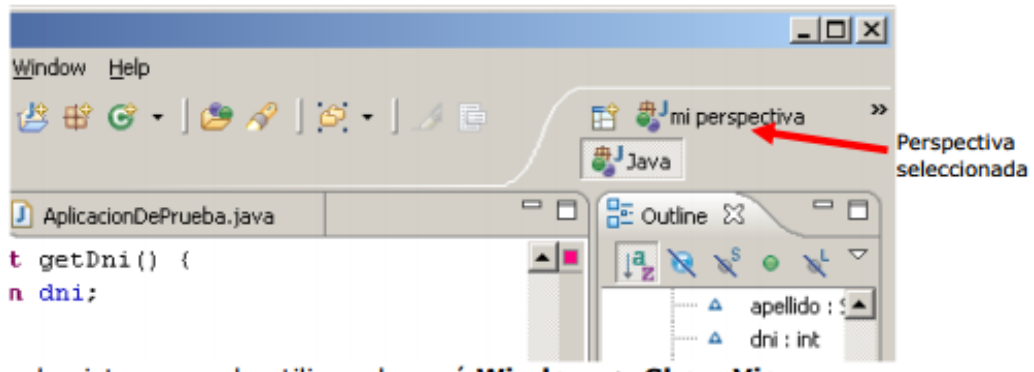 Window Help
mi perspectiva
»
Perspectiva
seleccionada
Java
AplicacionDePrueba.java
Outline
t getDni() {
n dni;
apellido :
dni : int